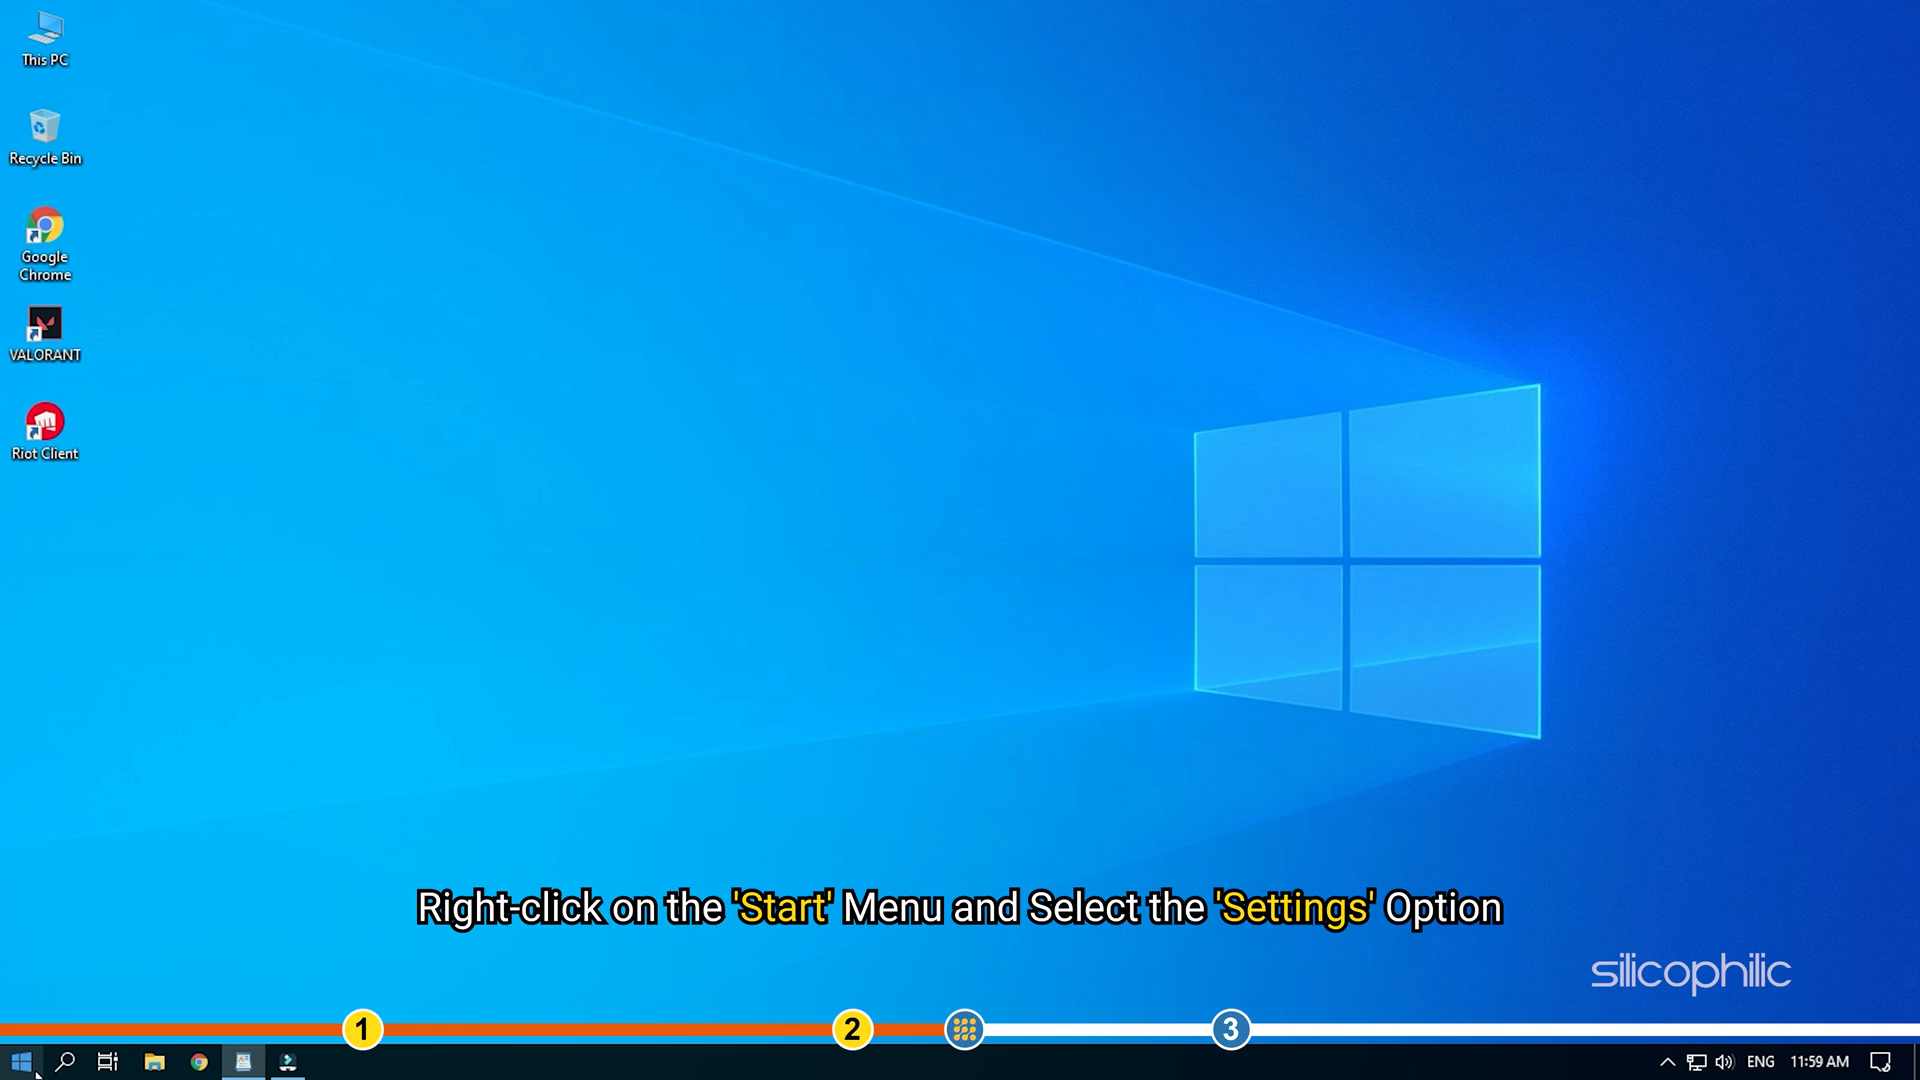 This PC
Recycle Bin
Google
Chrome
VALORANT
Riot Client
Right-click on the 'Start' Menu and Select the 'Settings' Option
silicophilic
1 2 3
ENG 11:59 AM